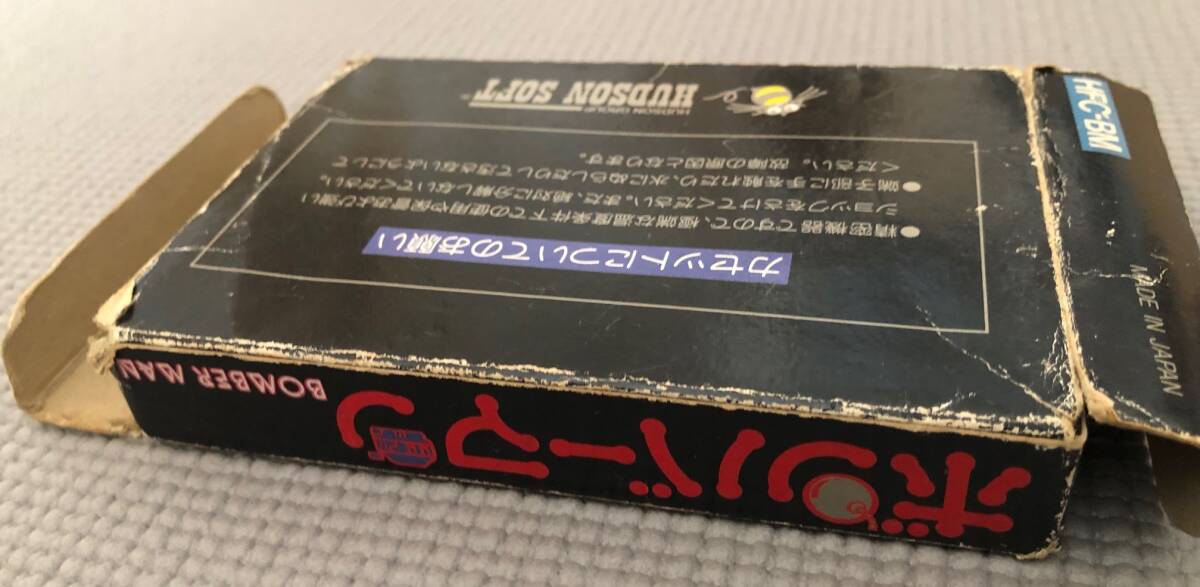 カセットについてのお願い
●精密機器ですので、極端な温度条件下での使用や保管および強い
ショックをさけてください。また、絶対に分解しないでください。
●端子部に手を触れたり、水にぬらしたりしてできないようにして
ください。故障の原因となります。
HUDSON GROUP
HUDSON SOFT
HFC-BM
MADE IN JAPAN
ボンバーマン
BOMBER MAN